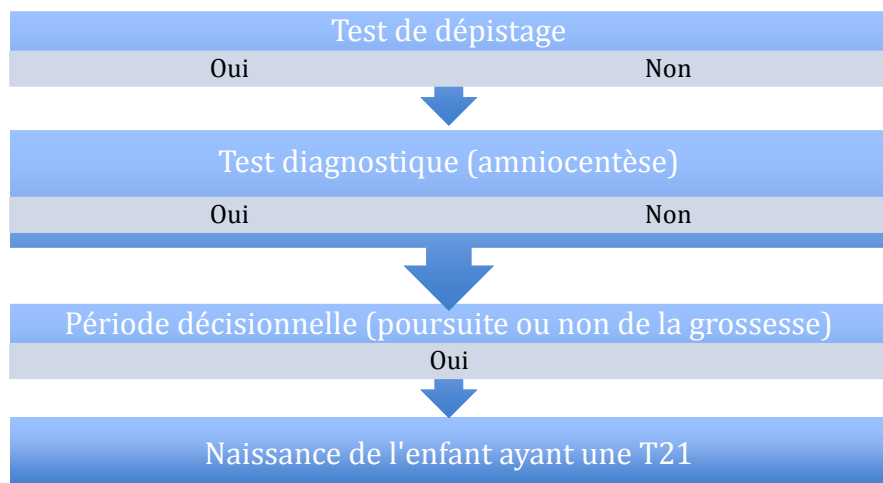 Test de dépistage
Oui Non
Test diagnostique (amniocentèse)
Oui Non
Période décisionnelle (poursuite ou non de la grossesse)
Oui
Naissance de l'enfant ayant une T21